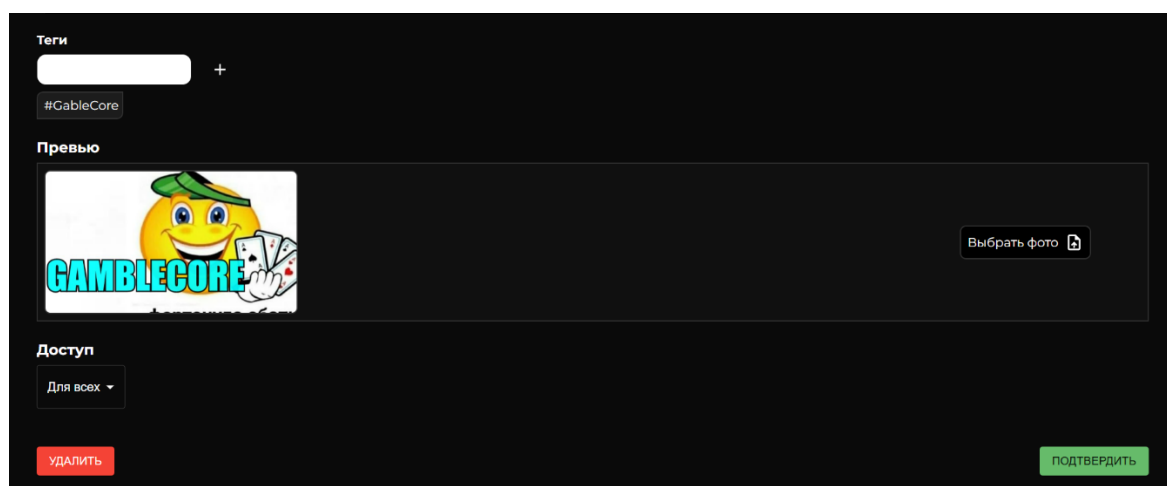 Теги
+
#GableCore
Превью
GAMBLECORE
Выбрать фото
Доступ
Для всех
УДАЛИТЬ
ПОДТВЕРДИТЬ